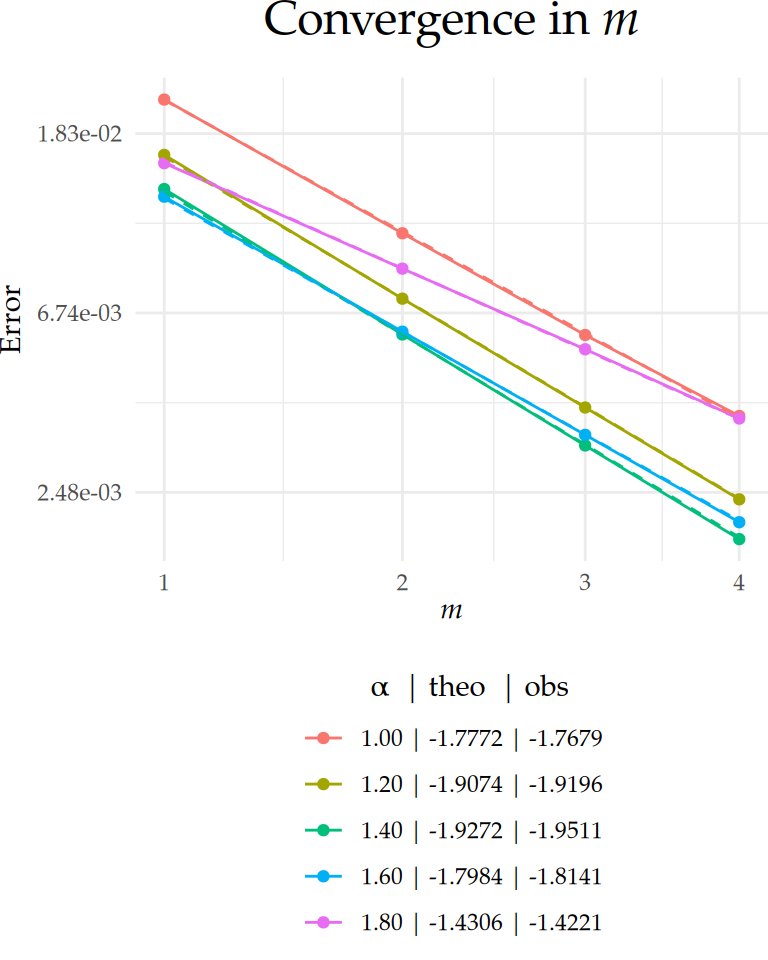 Convergence in m
Error
1.83e-02
6.74e-03
2.48e-03
1 2 3 4
m
α | theo | obs
1.00 | -1.7772 | -1.7679
1.20 | -1.9074 | -1.9196
1.40 | -1.9272 | -1.9511
1.60 | -1.7984 | -1.8141
1.80 | -1.4306 | -1.4221